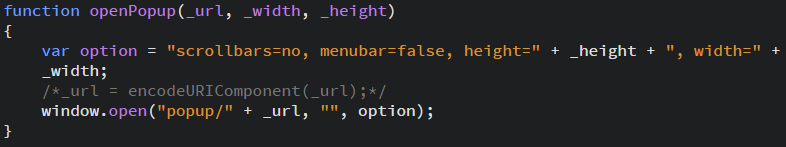 function openPopup(_url, _width, _height)
{
    var option = "scrollbars=no, menubar=false, height=" + _height + ", width=" +
    _width;
    /*_url = encodeURIComponent(_url);*/
    window.open("popup/" + _url, "", option);
}